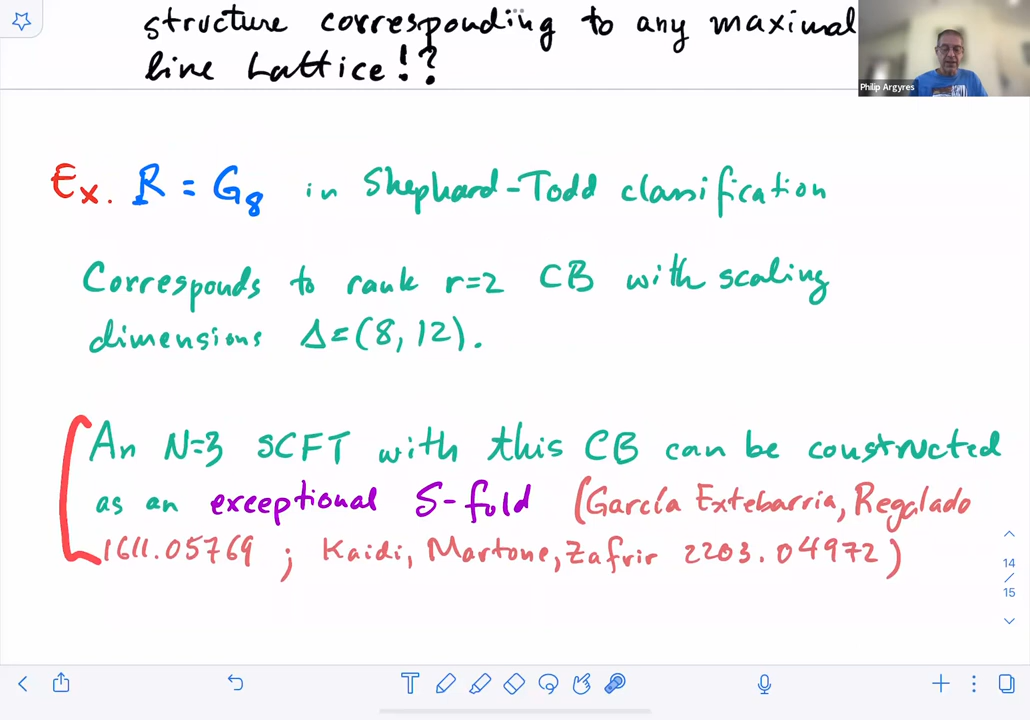 structure corresponding to any maximal
line Lattice!?
Philip Argyres
Ex. R = G8 in Shephard-Todd classification
Corresponds to rank r=2 CB with scaling
dimensions Δ=(8, 12).
An N=3 SCFT with this CB can be constructed
as an exceptional S-fold (García Extebarria, Regalado
1611.05769 ; Kaidi, Martone, Zafrir 2203.04972)
14
/
15
T